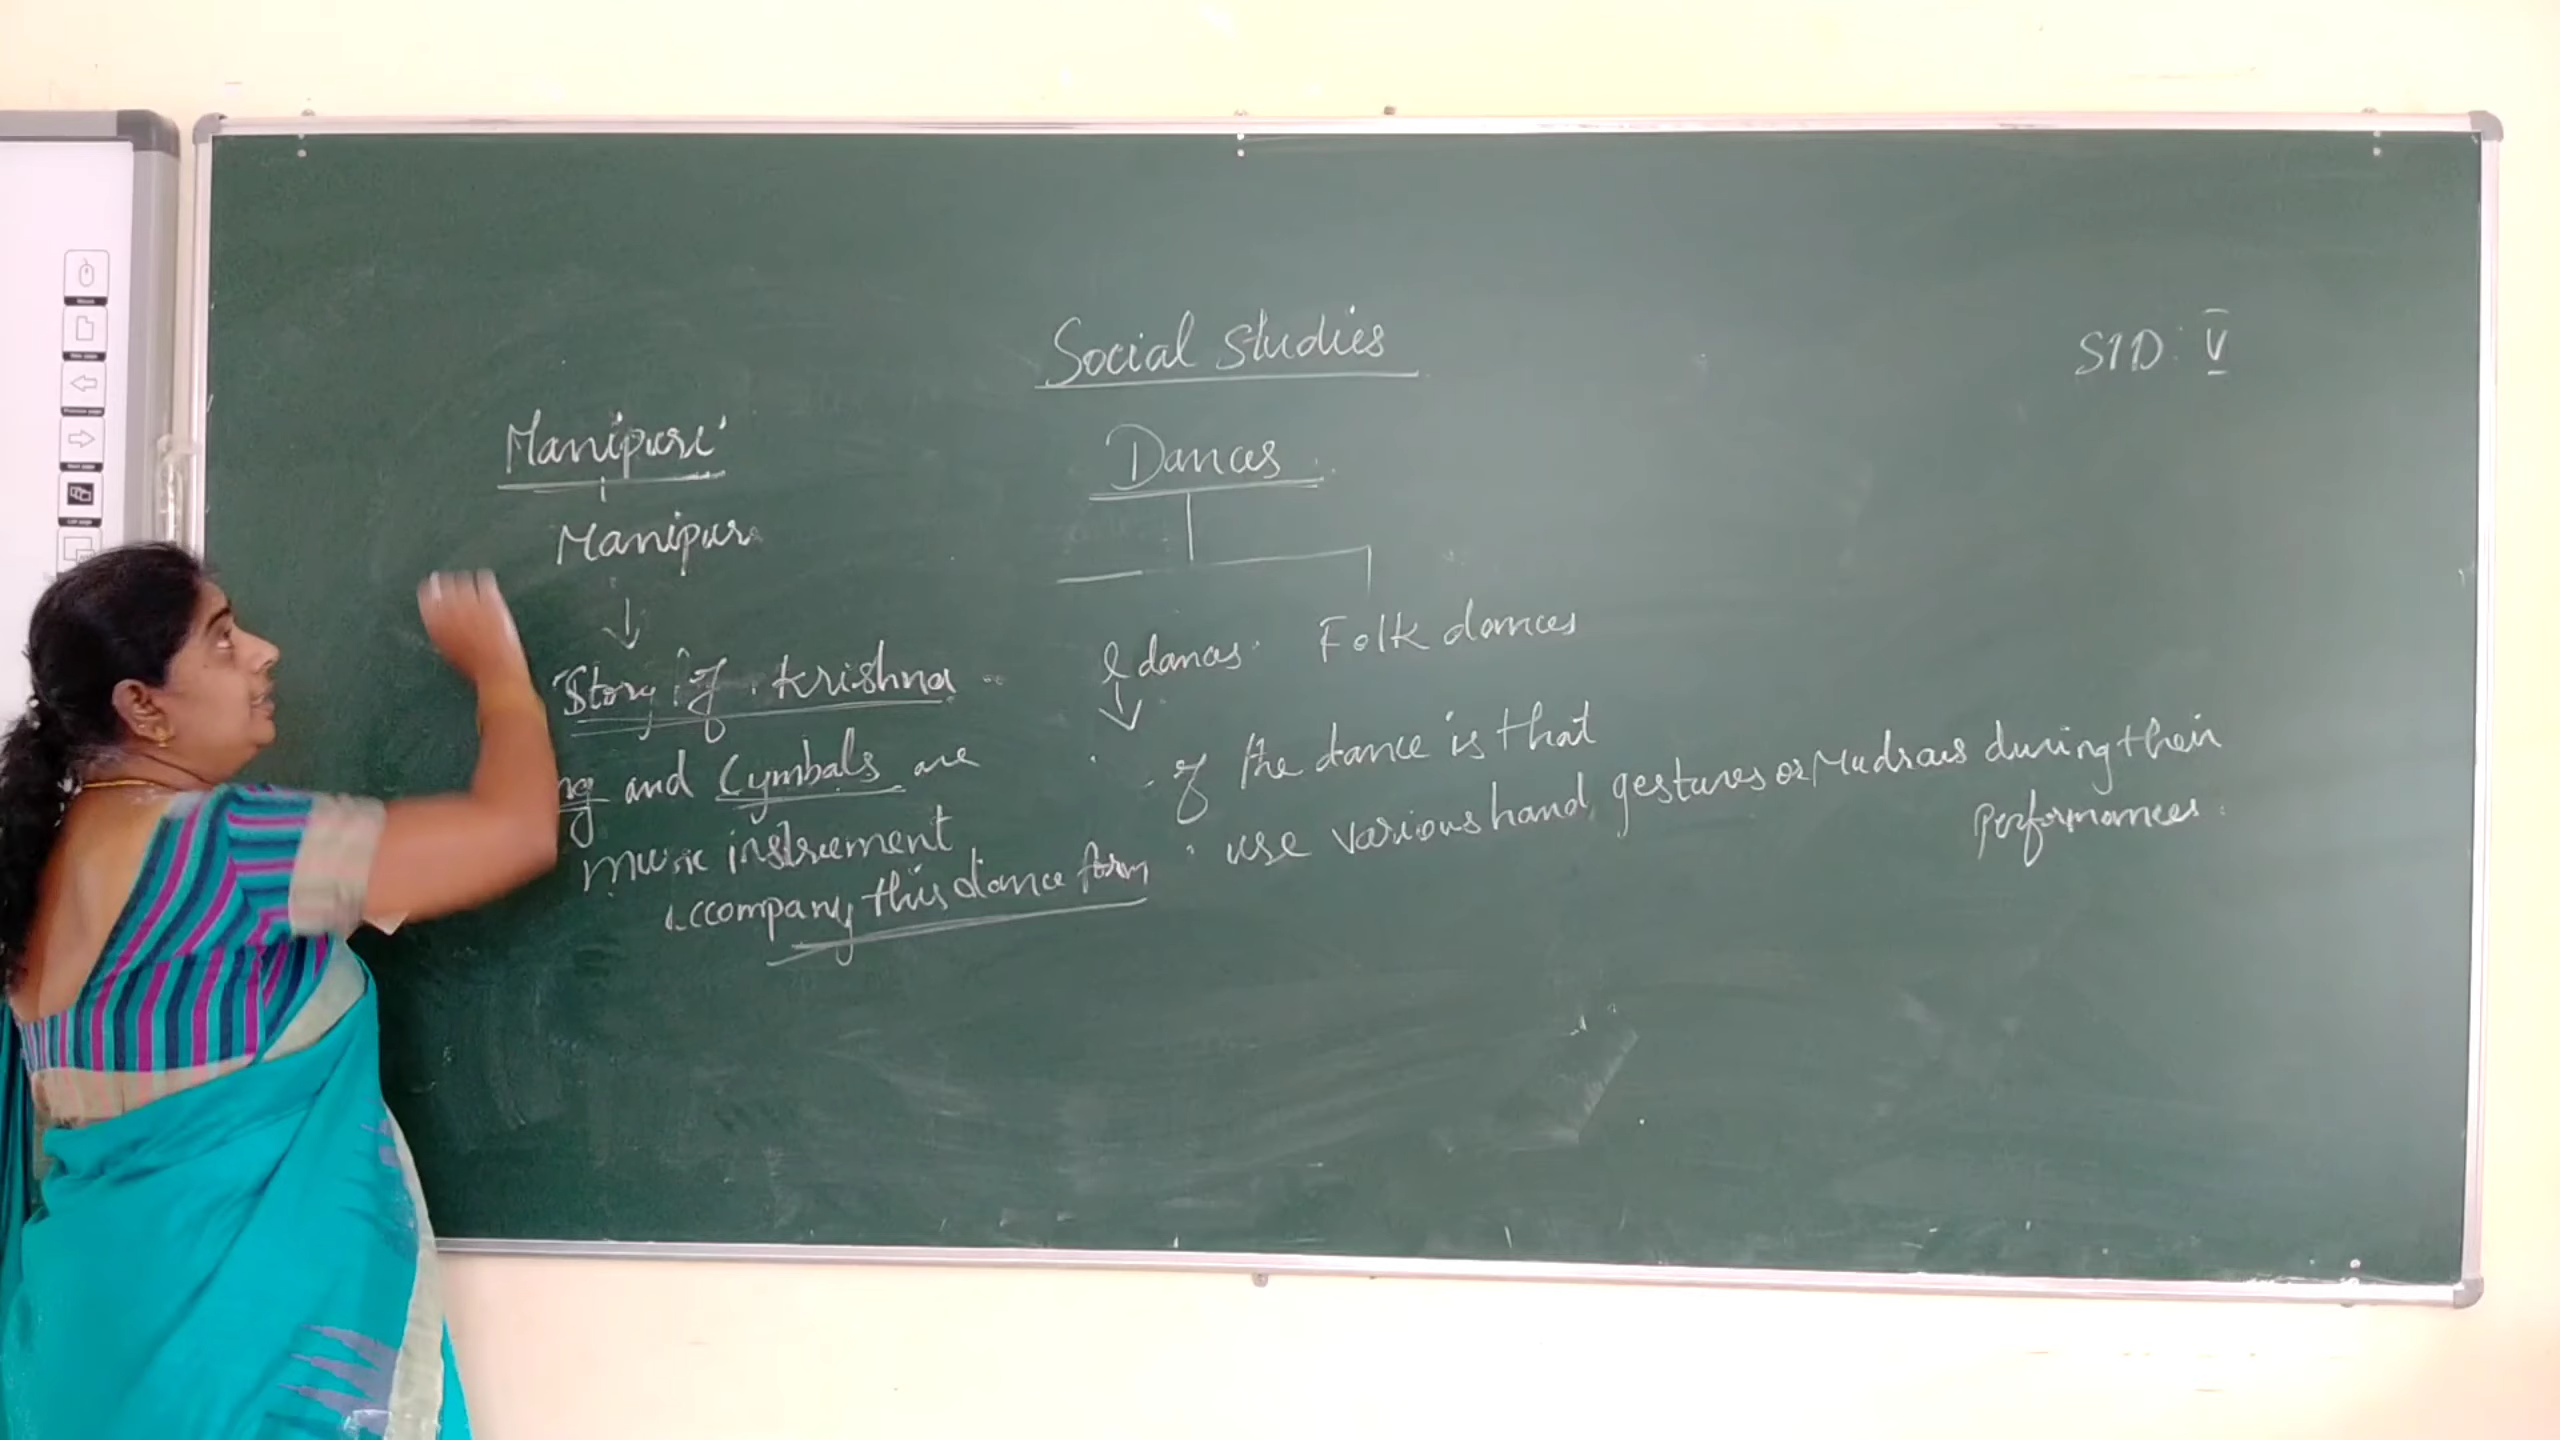 Social Studies
STD: V
Manipuri
Dances
Manipur
Folk dances
l dances
Story of Krishna
ng and Cymbals are
music instrument
accompany this dance form
of the dance is that
use various hand gestures or Mudras during their
Performances.